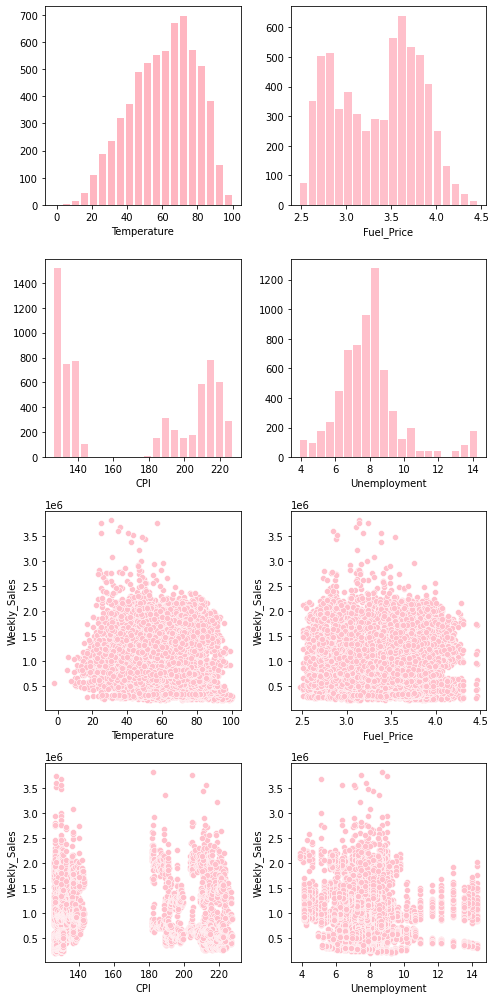 700
600
500
400
300
200
100
0
0 20 40 60 80 100
Temperature
600
500
400
300
200
100
0
2.5 3.0 3.5 4.0 4.5
Fuel_Price
1400
1200
1000
800
600
400
200
0
140 160 180 200 220
CPI
1200
1000
800
600
400
200
0
4 6 8 10 12 14
Unemployment
1e6
3.5
3.0
2.5
2.0
1.5
1.0
0.5
Weekly_Sales
0 20 40 60 80 100
Temperature
1e6
3.5
3.0
2.5
2.0
1.5
1.0
0.5
Weekly_Sales
2.5 3.0 3.5 4.0 4.5
Fuel_Price
1e6
3.5
3.0
2.5
2.0
1.5
1.0
0.5
Weekly_Sales
140 160 180 200 220
CPI
1e6
3.5
3.0
2.5
2.0
1.5
1.0
0.5
Weekly_Sales
4 6 8 10 12 14
Unemployment